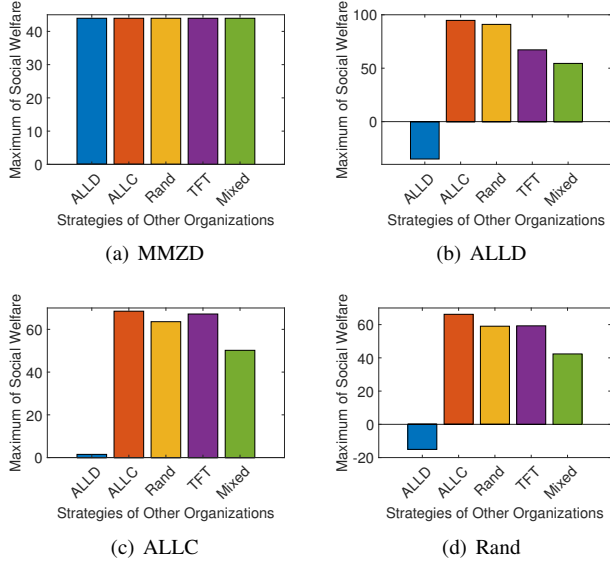 Maximum of Social Welfare
40
30
20
10
0
ALLD
ALLC
Rand
TFT
Mixed
Strategies of Other Organizations
(a) MMZD
Maximum of Social Welfare
100
50
0
ALLD
ALLC
Rand
TFT
Mixed
Strategies of Other Organizations
(b) ALLD
Maximum of Social Welfare
60
40
20
0
ALLD
ALLC
Rand
TFT
Mixed
Strategies of Other Organizations
(c) ALLC
Maximum of Social Welfare
60
40
20
0
-20
ALLD
ALLC
Rand
TFT
Mixed
Strategies of Other Organizations
(d) Rand